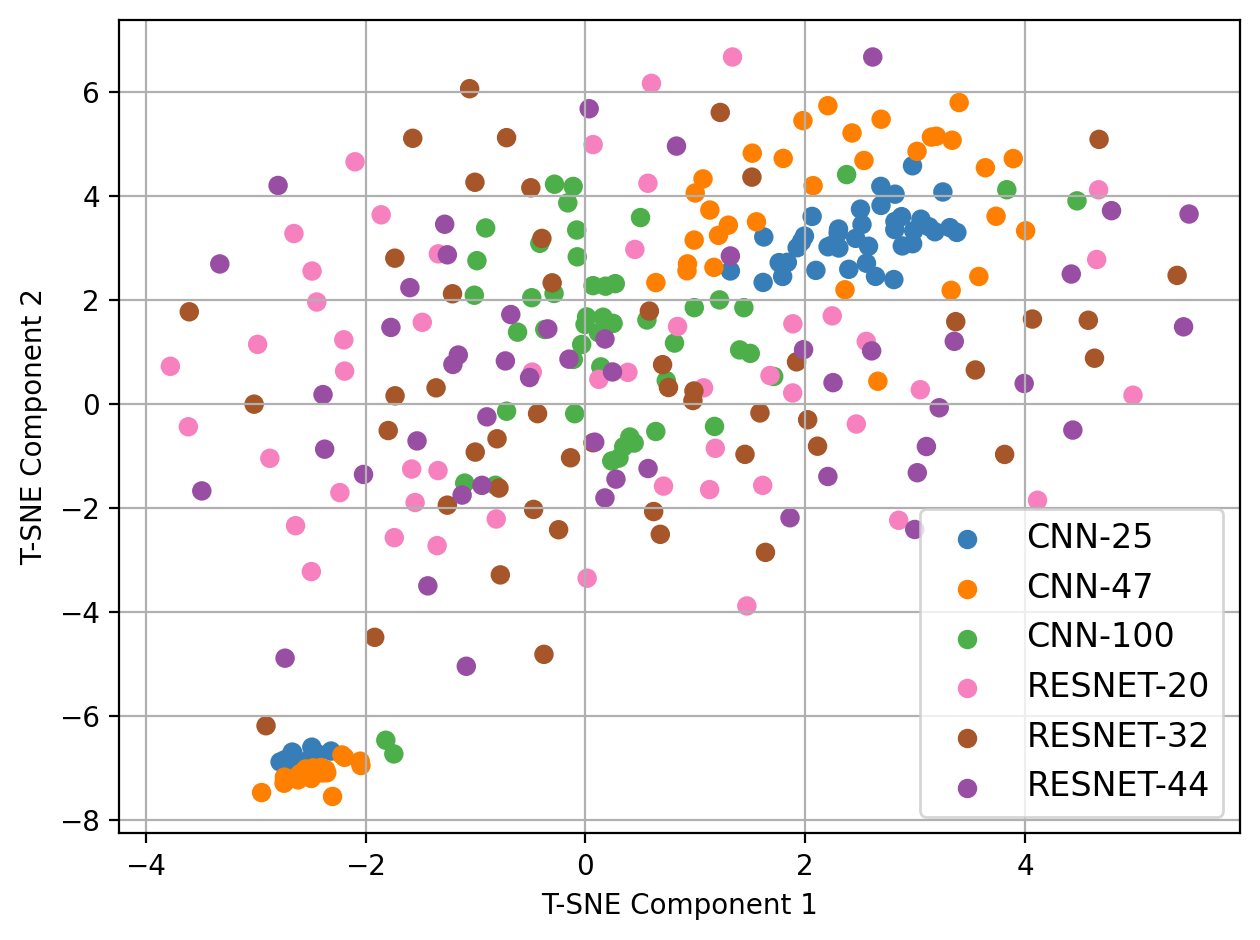 6
4
2
0
−2
−4
−6
−8
T-SNE Component 2
CNN-25
CNN-47
CNN-100
RESNET-20
RESNET-32
RESNET-44
−4 −2 0 2 4
T-SNE Component 1